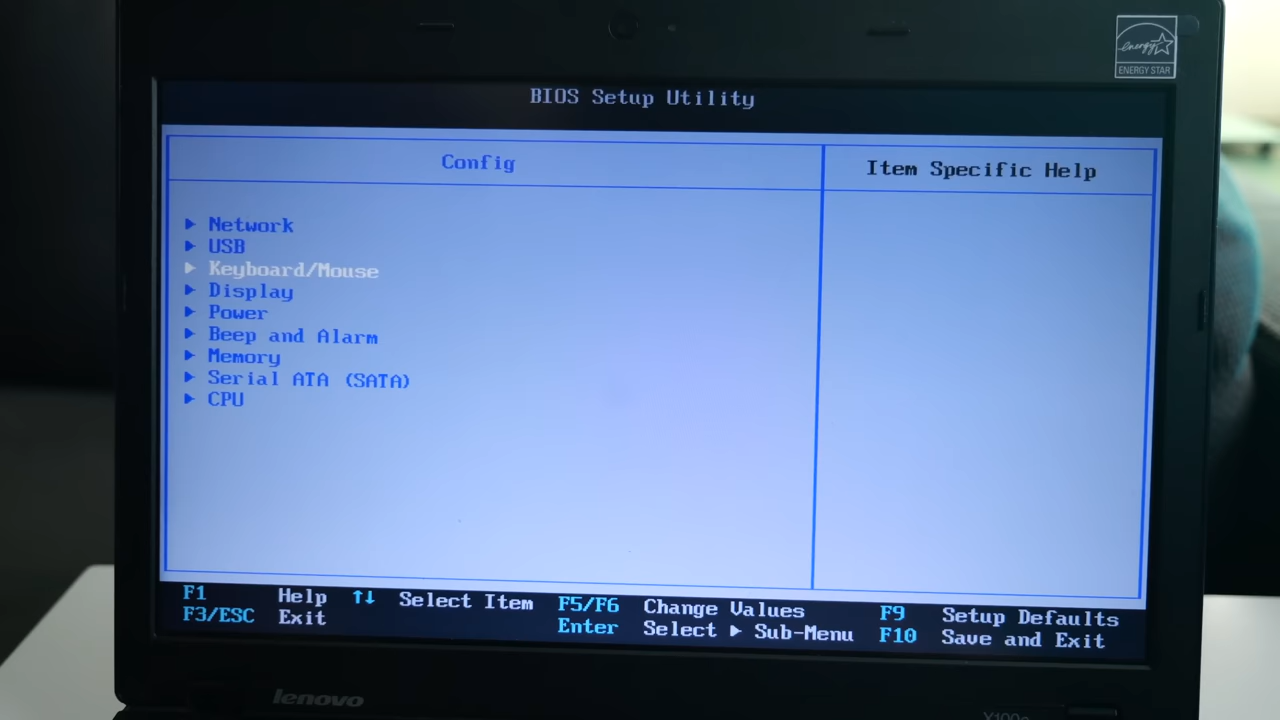 energy
ENERGY STAR
BIOS Setup Utility
Config
Item Specific Help
Network
USB
Keyboard/Mouse
Display
Power
Beep and Alarm
Memory
Serial ATA (SATA)
CPU
F1 Help ↑↓ Select Item F5/F6 Change Values F9 Setup Defaults
F3/ESC Exit Enter Select ▶ Sub-Menu F10 Save and Exit
lenovo
X100e